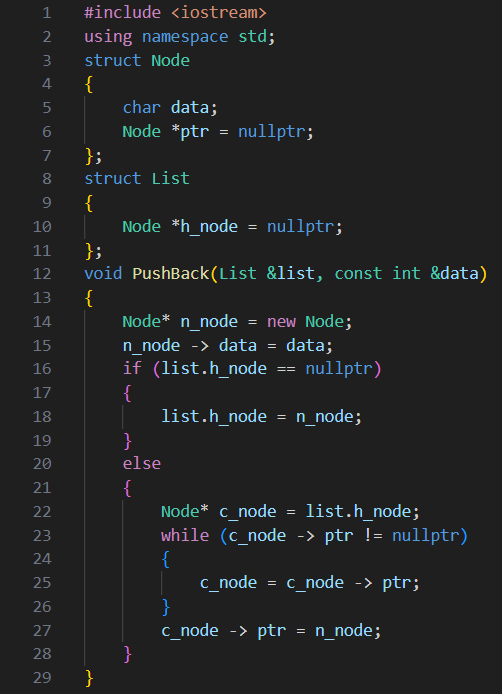 1 #include <iostream>
2 using namespace std;
3 struct Node
4 {
5     char data;
6     Node *ptr = nullptr;
7 };
8 struct List
9 {
10     Node *h_node = nullptr;
11 };
12 void PushBack(List &list, const int &data)
13 {
14     Node* n_node = new Node;
15     n_node -> data = data;
16     if (list.h_node == nullptr)
17     {
18         list.h_node = n_node;
19     }
20     else
21     {
22         Node* c_node = list.h_node;
23         while (c_node -> ptr != nullptr)
24         {
25             c_node = c_node -> ptr;
26         }
27         c_node -> ptr = n_node;
28     }
29 }